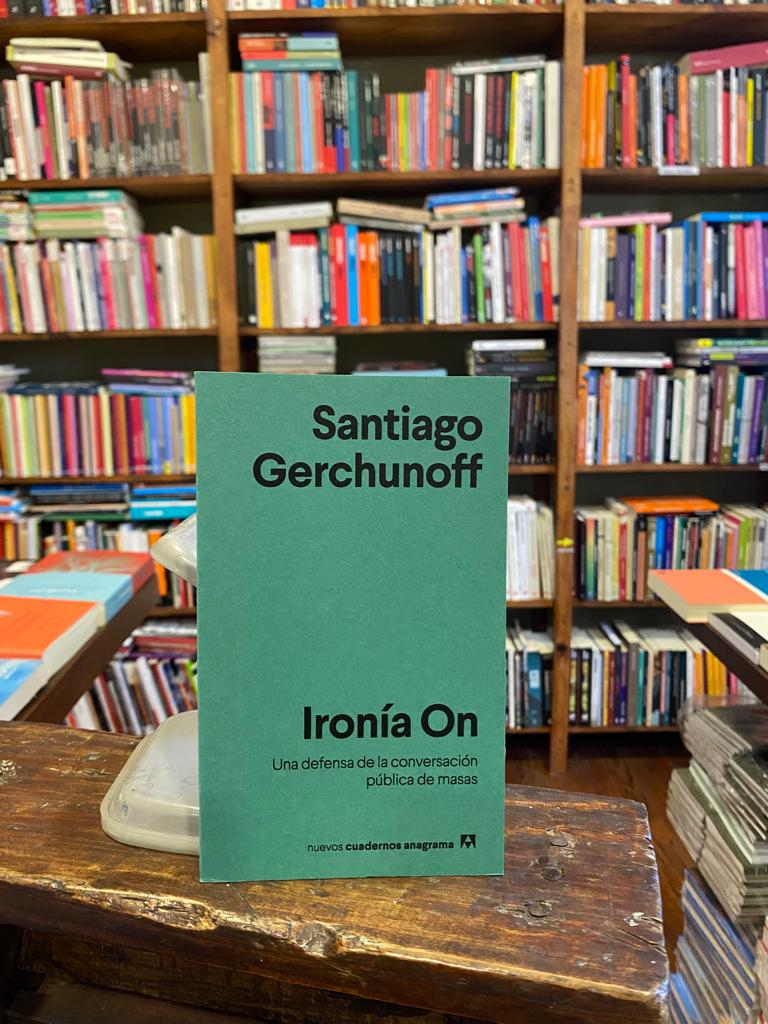 Santiago
Gerchunoff
Ironía On
Una defensa de la conversación
pública de masas
nuevos cuadernos anagrama